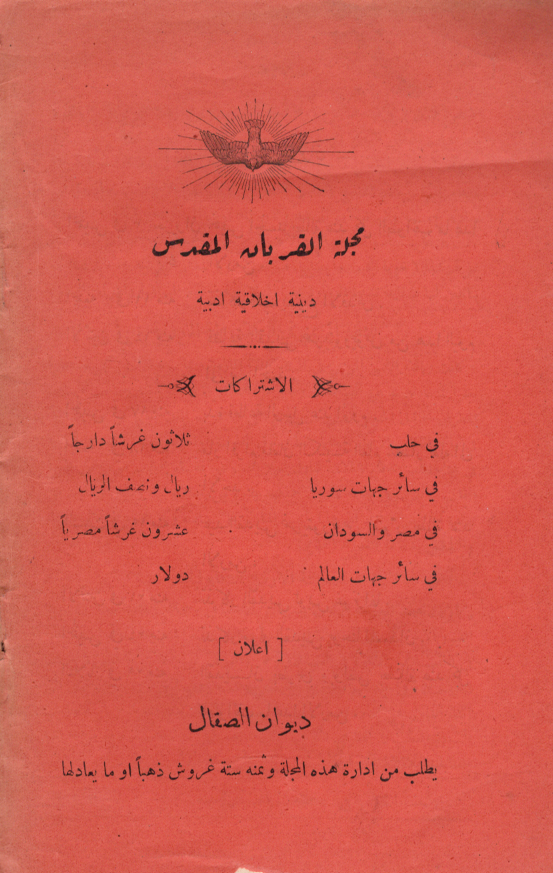 مجلة القربان المقدس
دينية اخلاقية ادبية
الاشتراكات
في حلب ثلاثون غرشاً دارجاً
في سائر جهات سوريا ريال ونصف الريال
في مصر والسودان عشرون غرشاً مصرياً
في سائر جهات العالم دولار
[ اعلان ]
ديوان الصقال
يطلب من ادارة هذه المجلة وثمنه ستة غروش ذهباً او ما يعادلها